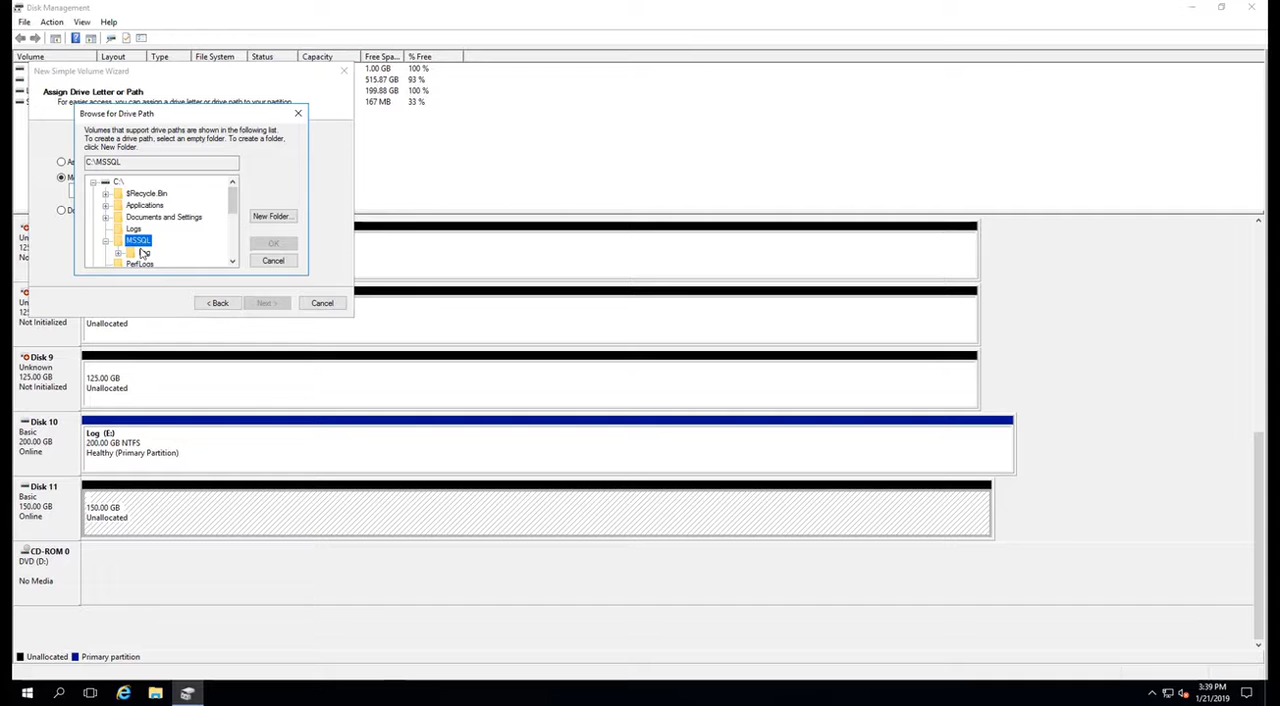 Disk Management
File Action View Help
Volume Layout Type File System Status Capacity Free Spa... % Free
1.00 GB 100 %
515.87 GB 93 %
199.88 GB 100 %
167 MB 33 %
New Simple Volume Wizard
Assign Drive Letter or Path
For easier access, you can assign a drive letter or drive path to your partition.
Browse for Drive Path
Volumes that support drive paths are shown in the following list.
To create a drive path, select an empty folder. To create a folder,
click New Folder.
C:\MSSQL
C:\
$Recycle.Bin
Applications
Documents and Settings
Logs
MSSQL
PerfLogs
New Folder...
OK
Cancel
< Back Next > Cancel
Not Initialized
Unallocated
Disk 9
Unknown
125.00 GB
Not Initialized
125.00 GB
Unallocated
Disk 10
Basic
200.00 GB
Online
Log (E:)
200.00 GB NTFS
Healthy (Primary Partition)
Disk 11
Basic
150.00 GB
Online
150.00 GB
Unallocated
CD-ROM 0
DVD (D:)
No Media
Unallocated Primary partition
3:39 PM
1/21/2019